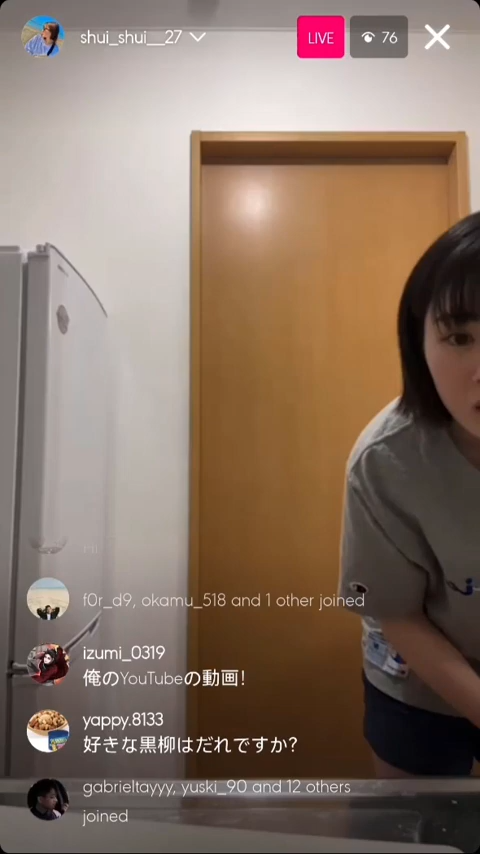 shui_shui__27
LIVE
76
f0r_d9, okamu_518 and 1 other joined
izumi_0319
俺のYouTubeの動画!
yappy.8133
好きな黒柳はだれですか?
gabrieltayyy, yuski_90 and 12 others
joined